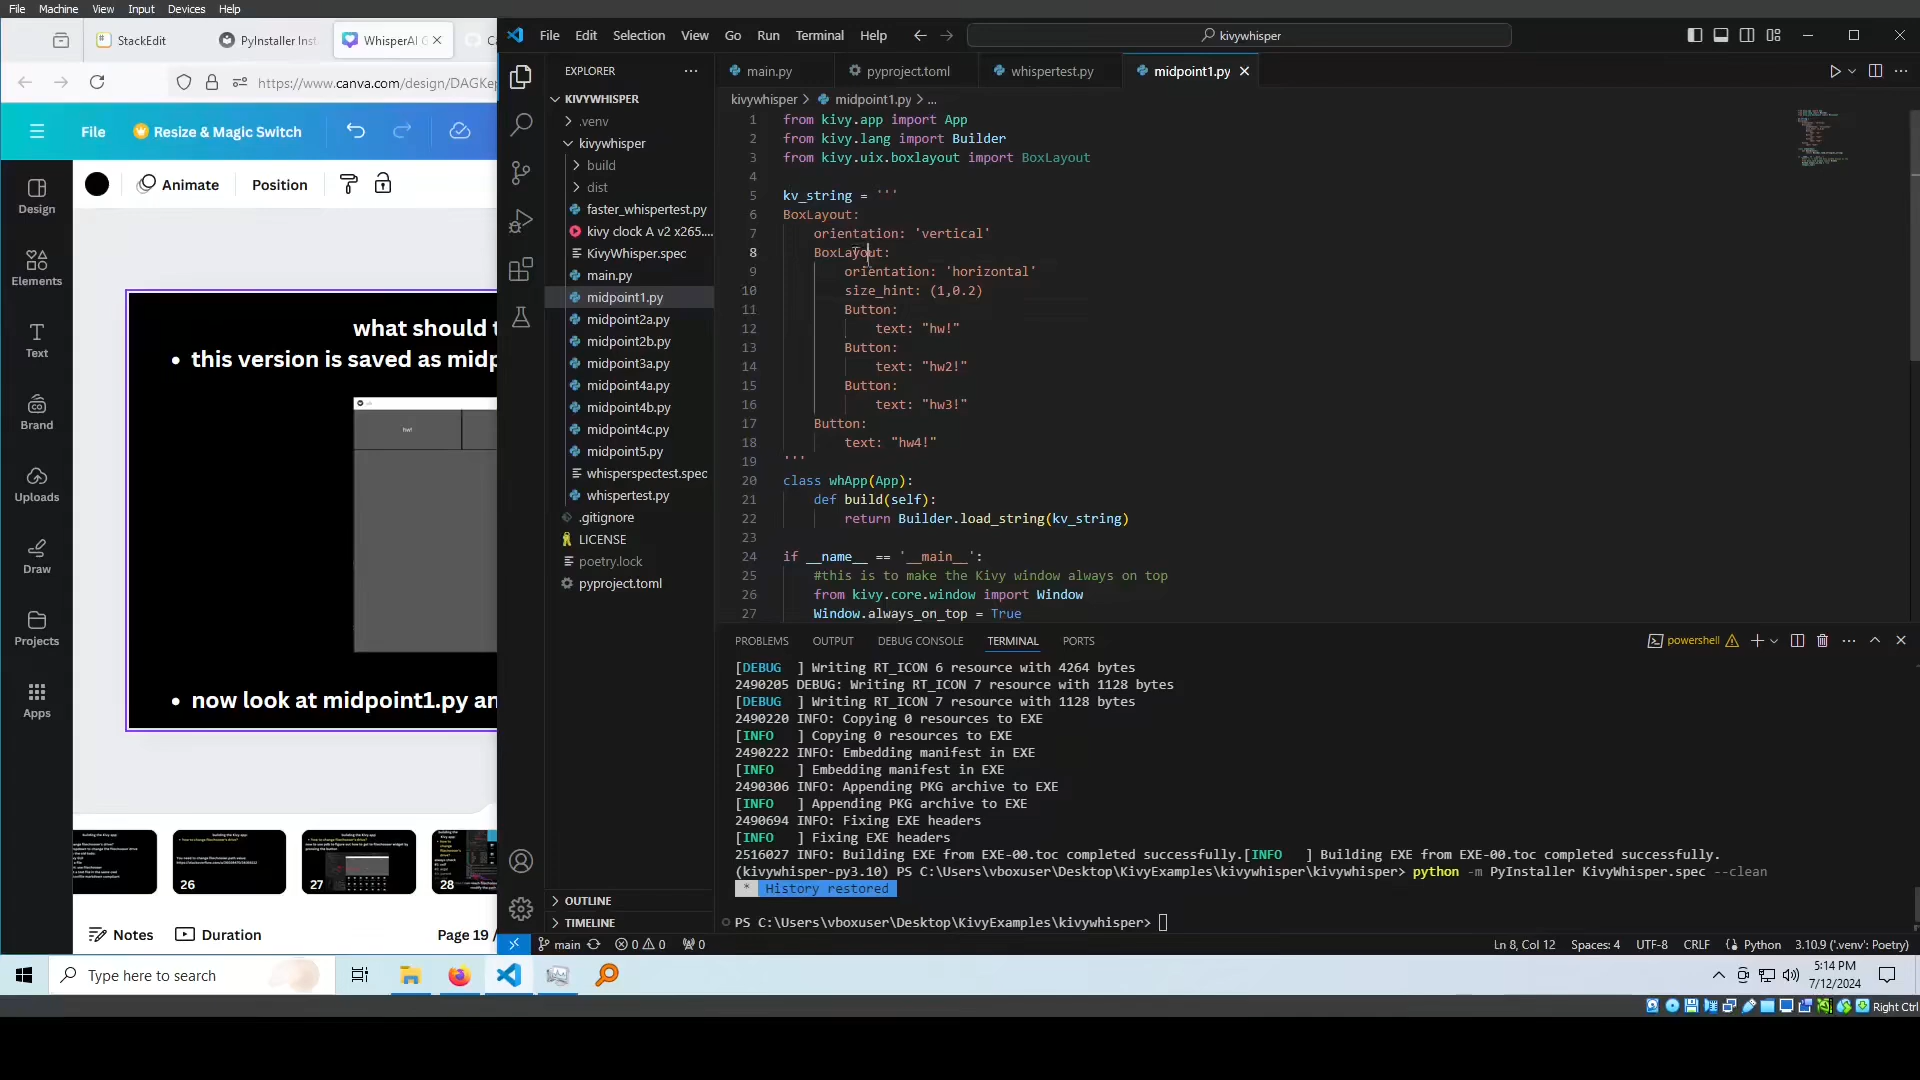 File Machine View Input Devices Help
StackEdit
PyInstaller Inst
WhisperAI G
Ca
https://www.canva.com/design/DAGKep
File Resize & Magic Switch
Animate Position
Design
Elements
Text
Brand
Uploads
Draw
Projects
Apps
what should t
this version is saved as midp
hw!
now look at midpoint1.py an
26
27
28
Notes Duration Page 19 /
File Edit Selection View Go Run Terminal Help
kivywhisper
EXPLORER
KIVYWHISPER
.venv
kivywhisper
build
dist
faster_whispertest.py
kivy clock A v2 x265....
KivyWhisper.spec
main.py
midpoint1.py
midpoint2a.py
midpoint2b.py
midpoint3a.py
midpoint4a.py
midpoint4b.py
midpoint4c.py
midpoint5.py
whisperspectest.spec
whispertest.py
.gitignore
LICENSE
poetry.lock
pyproject.toml
OUTLINE
TIMELINE
main.py pyproject.toml whispertest.py midpoint1.py
kivywhisper > midpoint1.py > ...
1 from kivy.app import App
2 from kivy.lang import Builder
3 from kivy.uix.boxlayout import BoxLayout
4
5 kv_string = '''
6 BoxLayout:
7 orientation: 'vertical'
8 BoxLayout:
9 orientation: 'horizontal'
10 size_hint: (1,0.2)
11 Button:
12 text: "hw!"
13 Button:
14 text: "hw2!"
15 Button:
16 text: "hw3!"
17 Button:
18 text: "hw4!"
19 '''
20 class whApp(App):
21 def build(self):
22 return Builder.load_string(kv_string)
23
24 if __name__ == '__main__':
25 #this is to make the Kivy window always on top
26 from kivy.core.window import Window
27 Window.always_on_top = True
PROBLEMS OUTPUT DEBUG CONSOLE TERMINAL PORTS
powershell
[DEBUG ] Writing RT_ICON 6 resource with 4264 bytes
2490205 DEBUG: Writing RT_ICON 7 resource with 1128 bytes
[DEBUG ] Writing RT_ICON 7 resource with 1128 bytes
2490220 INFO: Copying 0 resources to EXE
[INFO ] Copying 0 resources to EXE
2490222 INFO: Embedding manifest in EXE
[INFO ] Embedding manifest in EXE
2490306 INFO: Appending PKG archive to EXE
[INFO ] Appending PKG archive to EXE
2490694 INFO: Fixing EXE headers
[INFO ] Fixing EXE headers
2516027 INFO: Building EXE from EXE-00.toc completed successfully.[INFO ] Building EXE from EXE-00.toc completed successfully.
(kivywhisper-py3.10) PS C:\Users\vboxuser\Desktop\KivyExamples\kivywhisper\kivywhisper> python -m PyInstaller KivyWhisper.spec --clean
* History restored
PS C:\Users\vboxuser\Desktop\KivyExamples\kivywhisper>
main 0 0 0 Ln 8, Col 12 Spaces: 4 UTF-8 CRLF Python 3.10.9 ('.venv': Poetry)
Type here to search
5:14 PM
7/12/2024
Right Ctrl